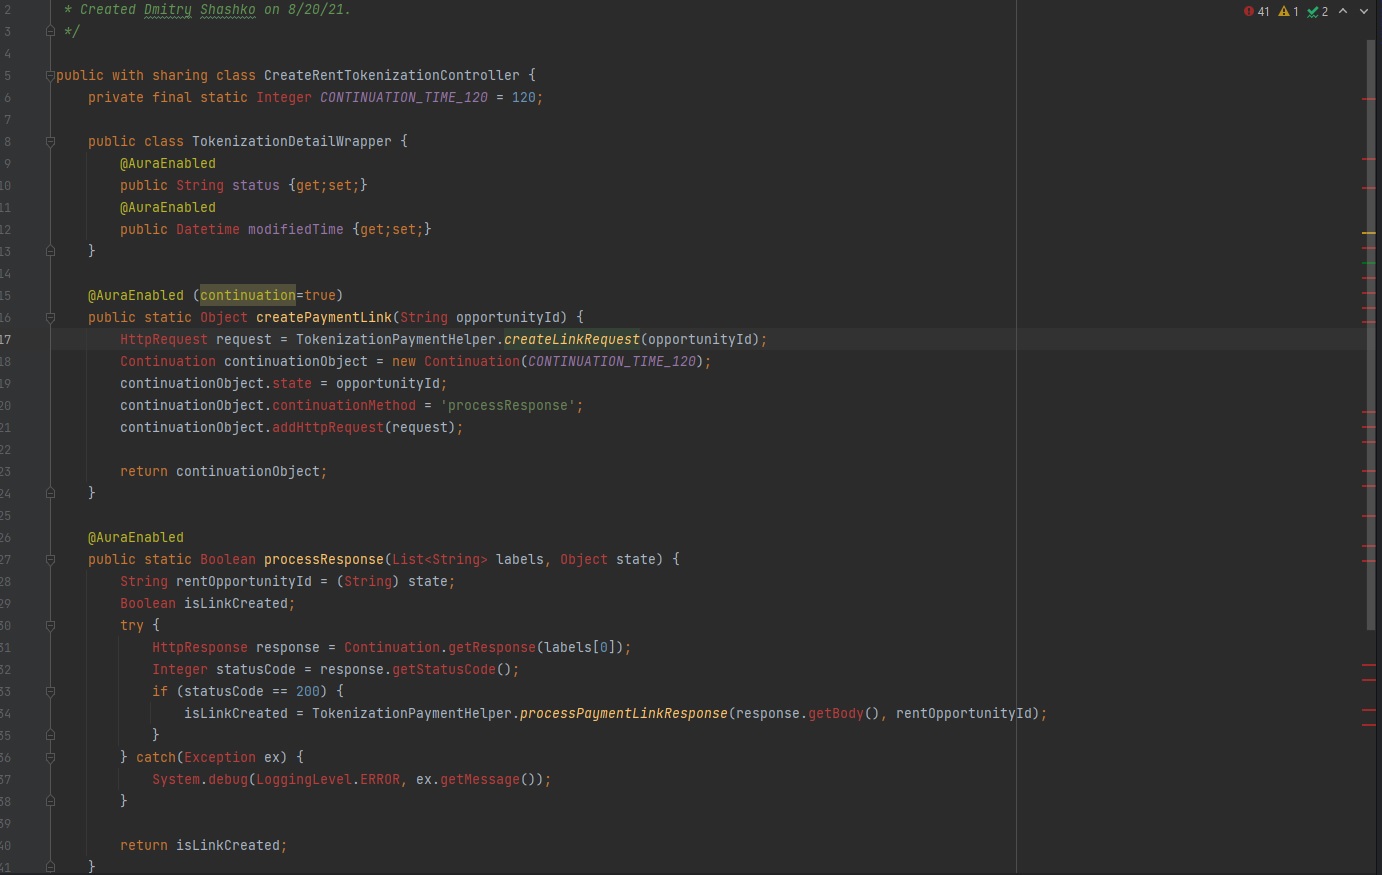 41 1 2
2 * Created Dmitry Shashko on 8/20/21.
3 */
4
5 public with sharing class CreateRentTokenizationController {
6 private final static Integer CONTINUATION_TIME_120 = 120;
7
8 public class TokenizationDetailWrapper {
9 @AuraEnabled
10 public String status {get;set;}
11 @AuraEnabled
12 public Datetime modifiedTime {get;set;}
13 }
14
15 @AuraEnabled (continuation=true)
16 public static Object createPaymentLink(String opportunityId) {
17 HttpRequest request = TokenizationPaymentHelper.createLinkRequest(opportunityId);
18 Continuation continuationObject = new Continuation(CONTINUATION_TIME_120);
19 continuationObject.state = opportunityId;
20 continuationObject.continuationMethod = 'processResponse';
21 continuationObject.addHttpRequest(request);
22
23 return continuationObject;
24 }
25
26 @AuraEnabled
27 public static Boolean processResponse(List<String> labels, Object state) {
28 String rentOpportunityId = (String) state;
29 Boolean isLinkCreated;
30 try {
31 HttpResponse response = Continuation.getResponse(labels[0]);
32 Integer statusCode = response.getStatusCode();
33 if (statusCode == 200) {
34 isLinkCreated = TokenizationPaymentHelper.processPaymentLinkResponse(response.getBody(), rentOpportunityId);
35 }
36 } catch(Exception ex) {
37 System.debug(LoggingLevel.ERROR, ex.getMessage());
38 }
39
40 return isLinkCreated;
41 }